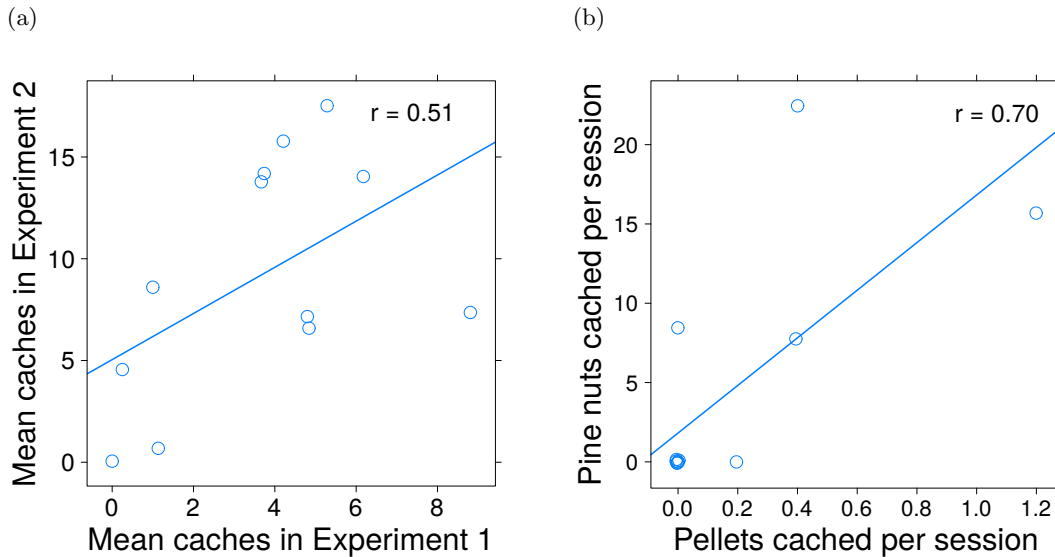 (a)
r = 0.51
Mean caches in Experiment 2
15
10
5
0
0 2 4 6 8
Mean caches in Experiment 1
(b)
r = 0.70
Pine nuts cached per session
20
15
10
5
0
0.0 0.2 0.4 0.6 0.8 1.0 1.2
Pellets cached per session